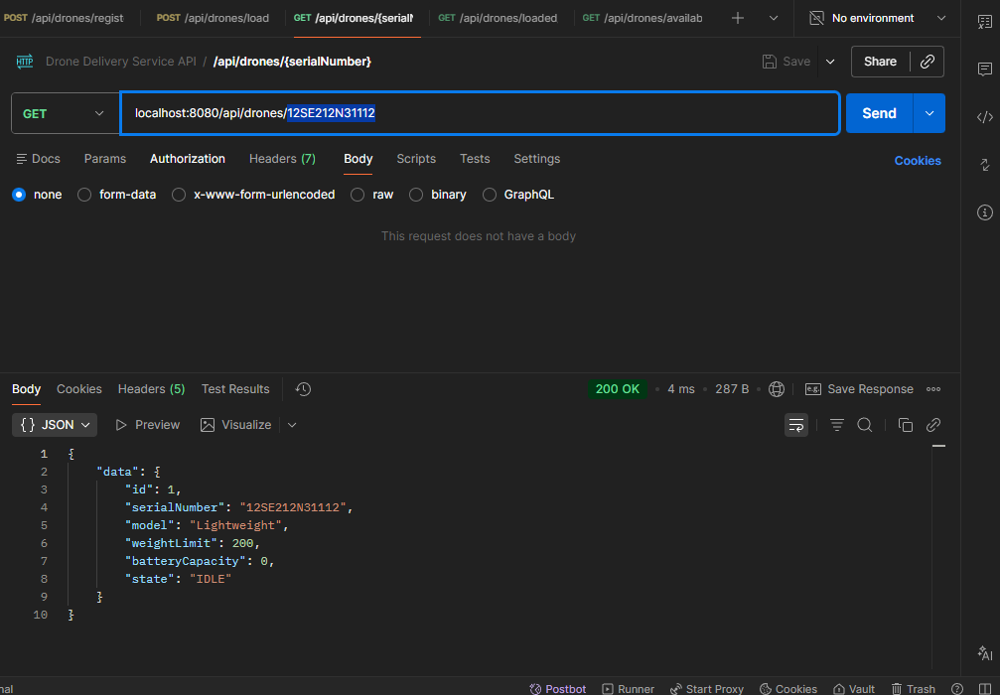 POST /api/drones/regist POST /api/drones/load GET /api/drones/{serialN GET /api/drones/loaded GET /api/drones/availab No environment
HTTP Drone Delivery Service API / /api/drones/{serialNumber} Save Share
GET localhost:8080/api/drones/12SE212N31112 Send
Docs Params Authorization Headers (7) Body Scripts Tests Settings Cookies
none form-data x-www-form-urlencoded raw binary GraphQL
This request does not have a body
Body Cookies Headers (5) Test Results 200 OK 4 ms 287 B e.g. Save Response
{} JSON Preview Visualize
1 {
2 "data": {
3 "id": 1,
4 "serialNumber": "12SE212N31112",
5 "model": "Lightweight",
6 "weightLimit": 200,
7 "batteryCapacity": 0,
8 "state": "IDLE"
9 }
10 }
AI
nal Postbot Runner Start Proxy Cookies Vault Trash